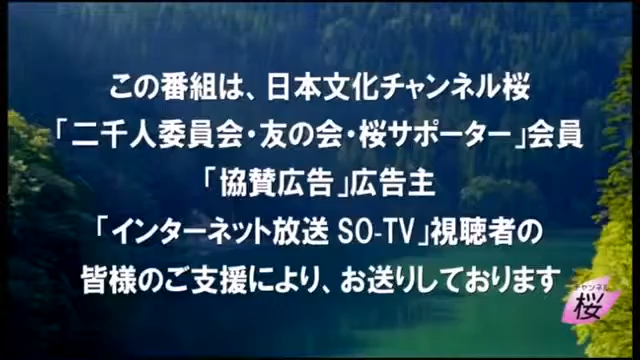 この番組は、日本文化チャンネル桜
「二千人委員会・友の会・桜サポーター」会員
「協賛広告」広告主
「インターネット放送 SO-TV」視聴者の
皆様のご支援により、お送りしております
チャンネル
桜